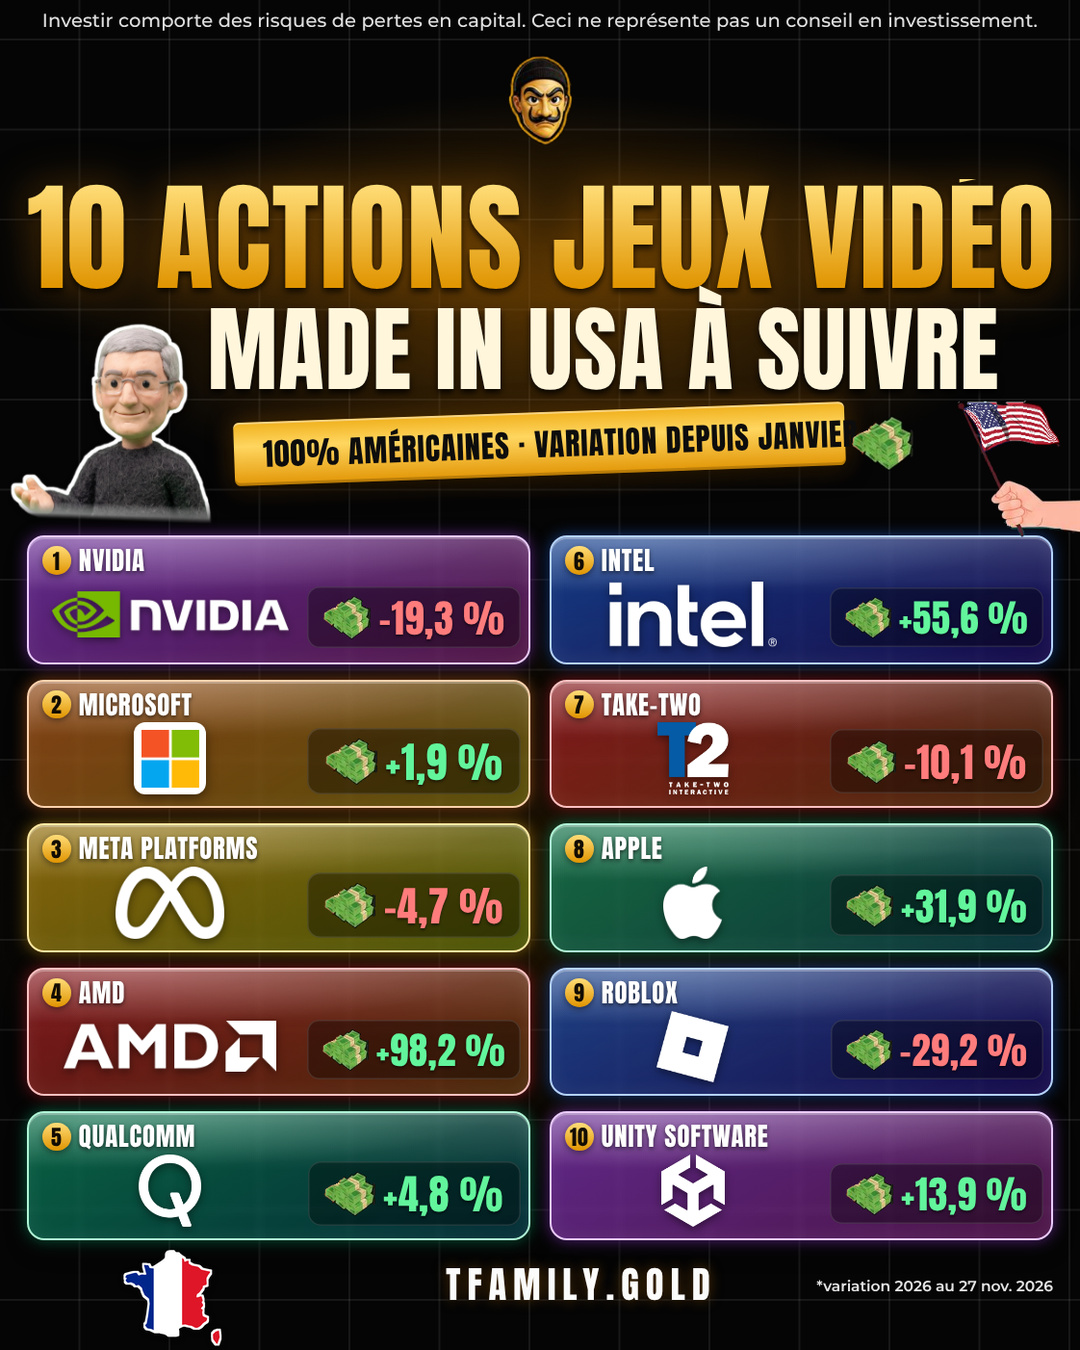 Investir comporte des risques de pertes en capital. Ceci ne représente pas un conseil en investissement.
10 ACTIONS JEUX VIDÉO
MADE IN USA À SUIVRE
100% AMÉRICAINES · VARIATION DEPUIS JANVIE
1 NVIDIA
NVIDIA
-19,3 %
2 MICROSOFT
+1,9 %
3 META PLATFORMS
-4,7 %
4 AMD
AMD
+98,2 %
5 QUALCOMM
+4,8 %
6 INTEL
intel®
+55,6 %
7 TAKE-TWO
T2
TAKE-TWO
INTERACTIVE
-10,1 %
8 APPLE
+31,9 %
9 ROBLOX
-29,2 %
10 UNITY SOFTWARE
+13,9 %
TFAMILY.GOLD
*variation 2026 au 27 nov. 2026